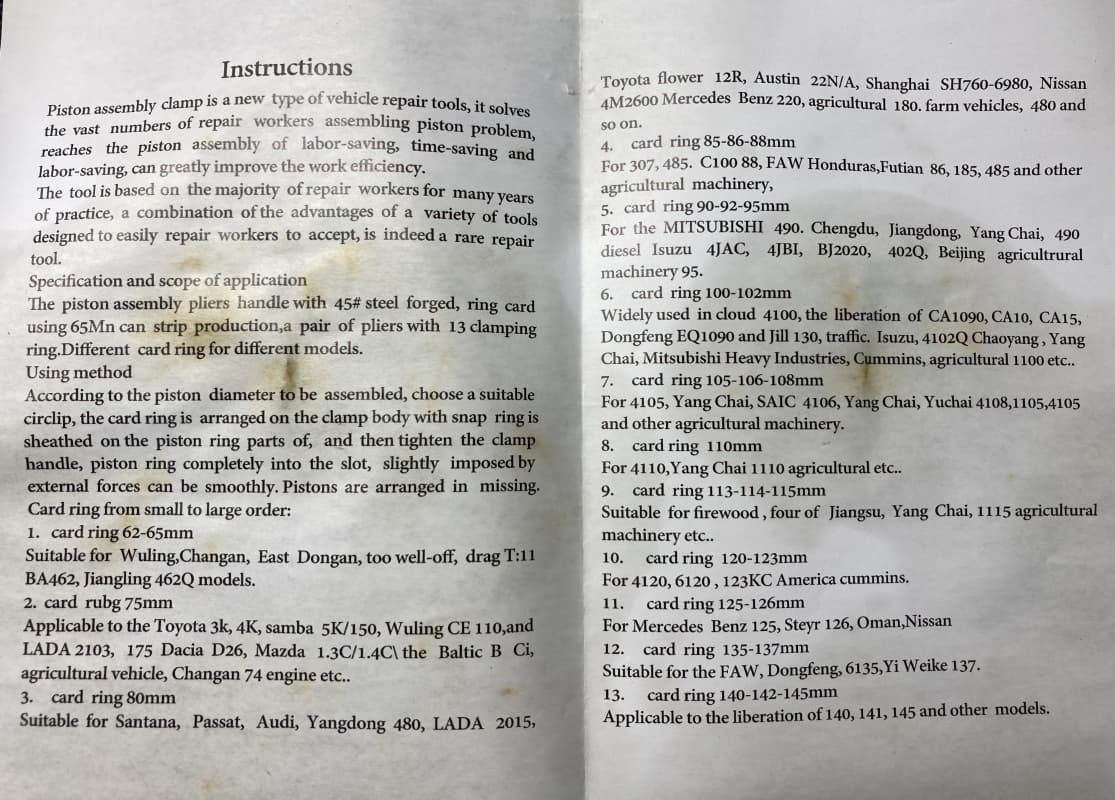 Instructions
Piston assembly clamp is a new type of vehicle repair tools, it solves
the vast numbers of repair workers assembling piston problem,
reaches the piston assembly of labor-saving, time-saving and
labor-saving, can greatly improve the work efficiency.
The tool is based on the majority of repair workers for many years
of practice, a combination of the advantages of a variety of tools
designed to easily repair workers to accept, is indeed a rare repair
tool.
Specification and scope of application
The piston assembly pliers handle with 45# steel forged, ring card
using 65Mn can strip production,a pair of pliers with 13 clamping
ring.Different card ring for different models.
Using method
According to the piston diameter to be assembled, choose a suitable
circlip, the card ring is arranged on the clamp body with snap ring is
sheathed on the piston ring parts of, and then tighten the clamp
handle, piston ring completely into the slot, slightly imposed by
external forces can be smoothly. Pistons are arranged in missing.
Card ring from small to large order:
1. card ring 62-65mm
Suitable for Wuling,Changan, East Dongan, too well-off, drag T:11
BA462, Jiangling 462Q models.
2. card rubg 75mm
Applicable to the Toyota 3k, 4K, samba 5K/150, Wuling CE 110,and
LADA 2103, 175 Dacia D26, Mazda 1.3C/1.4C\ the Baltic B Ci,
agricultural vehicle, Changan 74 engine etc..
3. card ring 80mm
Suitable for Santana, Passat, Audi, Yangdong 480, LADA 2015,
Toyota flower 12R, Austin 22N/A, Shanghai SH760-6980, Nissan
4M2600 Mercedes Benz 220, agricultural 180. farm vehicles, 480 and
so on.
4. card ring 85-86-88mm
For 307, 485. C100 88, FAW Honduras,Futian 86, 185, 485 and other
agricultural machinery,
5. card ring 90-92-95mm
For the MITSUBISHI 490. Chengdu, Jiangdong, Yang Chai, 490
diesel Isuzu 4JAC, 4JBI, BJ2020, 402Q, Beijing agricultrural
machinery 95.
6. card ring 100-102mm
Widely used in cloud 4100, the liberation of CA1090, CA10, CA15,
Dongfeng EQ1090 and Jill 130, traffic. Isuzu, 4102Q Chaoyang , Yang
Chai, Mitsubishi Heavy Industries, Cummins, agricultural 1100 etc..
7. card ring 105-106-108mm
For 4105, Yang Chai, SAIC 4106, Yang Chai, Yuchai 4108,1105,4105
and other agricultural machinery.
8. card ring 110mm
For 4110,Yang Chai 1110 agricultural etc..
9. card ring 113-114-115mm
Suitable for firewood , four of Jiangsu, Yang Chai, 1115 agricultural
machinery etc..
10. card ring 120-123mm
For 4120, 6120 , 123KC America cummins.
11. card ring 125-126mm
For Mercedes Benz 125, Steyr 126, Oman,Nissan
12. card ring 135-137mm
Suitable for the FAW, Dongfeng, 6135,Yi Weike 137.
13. card ring 140-142-145mm
Applicable to the liberation of 140, 141, 145 and other models.